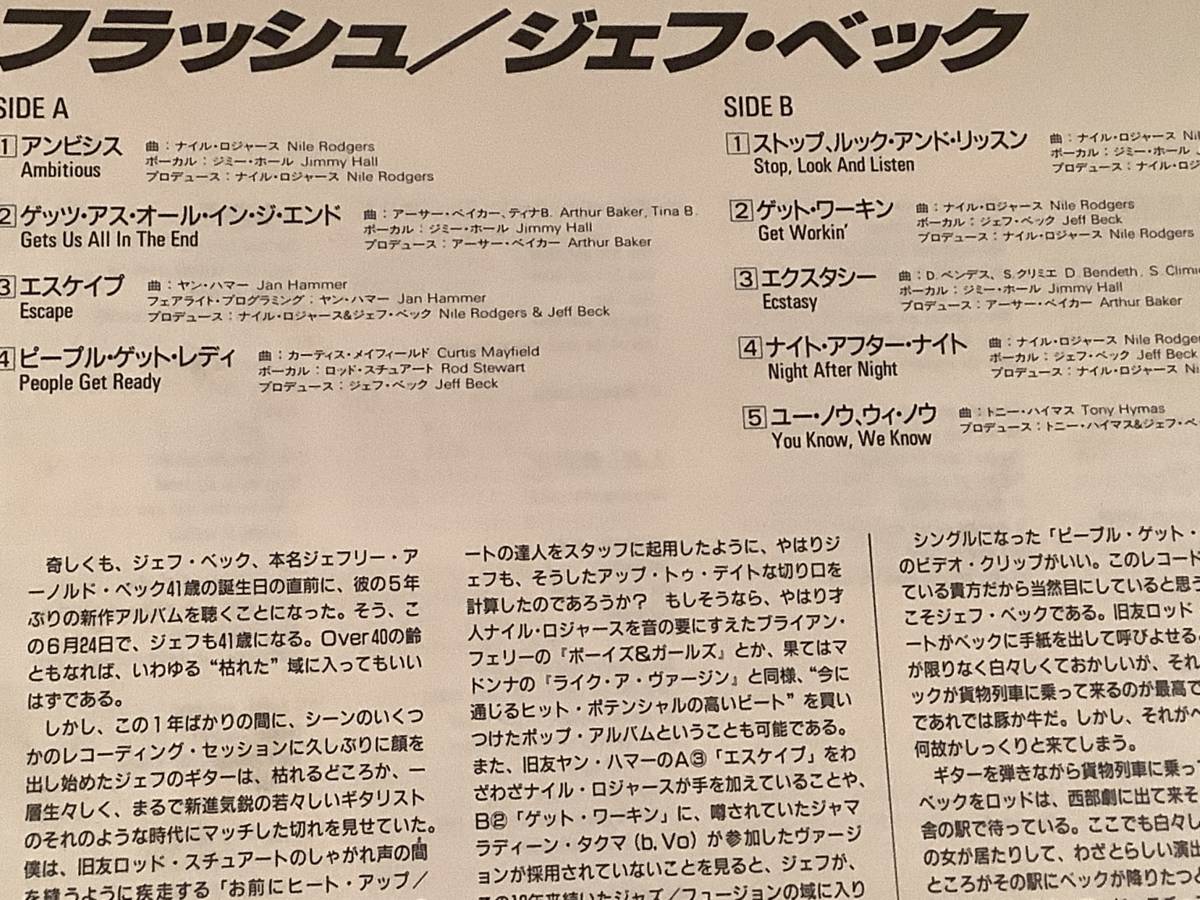 フラッシュ／ジェフ・ベック
SIDE A
1 アンビシス 曲：ナイル・ロジャース Nile Rodgers
Ambitious ボーカル：ジミー・ホール Jimmy Hall
プロデュース：ナイル・ロジャース Nile Rodgers
2 ゲッツ・アス・オール・イン・ジ・エンド 曲：アーサー・ベイカー、ティナB. Arthur Baker, Tina B.
Gets Us All In The End ボーカル：ジミー・ホール Jimmy Hall
プロデュース：アーサー・ベイカー Arthur Baker
3 エスケイプ 曲：ヤン・ハマー Jan Hammer
Escape フェアライト・プログラミング：ヤン・ハマー Jan Hammer
プロデュース：ナイル・ロジャース&ジェフ・ベック Nile Rodgers & Jeff Beck
4 ピープル・ゲット・レディ 曲：カーティス・メイフィールド Curtis Mayfield
People Get Ready ボーカル：ロッド・スチュアート Rod Stewart
プロデュース：ジェフ・ベック Jeff Beck
SIDE B
1 ストップ、ルック・アンド・リッスン 曲：ナイル・ロジャース
Stop, Look And Listen ボーカル：ジミー・ホール
プロデュース：ナイル・ロジ
2 ゲット・ワーキン 曲：ナイル・ロジャース Nile Rodgers
Get Workin' ボーカル：ジェフ・ベック Jeff Beck
プロデュース：ナイル・ロジャース Nile Rodgers
3 エクスタシー 曲：D.ベンデス、S.クリミエ D. Bendeth, S. Climie
Ecstasy ボーカル：ジミー・ホール Jimmy Hall
プロデュース：アーサー・ベイカー Arthur Baker
4 ナイト・アフター・ナイト 曲：ナイル・ロジャース Nile Rodge
Night After Night ボーカル：ジェフ・ベック Jeff Beck
プロデュース：ナイル・ロジャース Ni
5 ユー・ノウ、ウィ・ノウ 曲：トニー・ハイマス Tony Hymas
You Know, We Know プロデュース：トニー・ハイマス&ジェフ・ベ
奇しくも、ジェフ・ベック、本名ジェフリー・ア
ーノルド・ベック41歳の誕生日の直前に、彼の5年
ぶりの新作アルバムを聴くことになった。そう、こ
の6月24日で、ジェフも41歳になる。Over40の齢
ともなれば、いわゆる“枯れた”域に入ってもいい
はずである。
しかし、この1年ばかりの間に、シーンのいくつ
かのレコーディング・セッションに久しぶりに顔を
出し始めたジェフのギターは、枯れるどころか、一
層生々しく、まるで新進気鋭の若々しいギタリスト
のそれのような時代にマッチした切れを見せていた。
僕は、旧友ロッド・スチュアートのしゃがれ声の間
を縫うように疾走する「お前にヒート・アップ／
ートの達人をスタッフに起用したように、やはりジ
ェフも、そうしたアップ・トゥ・デイトな切り口を
計算したのであろうか？ もしそうなら、やはり才
人ナイル・ロジャースを音の要にすえたブライアン・
フェリーの『ボーイズ&ガールズ』とか、果てはマ
ドンナの『ライク・ア・ヴァージン』と同様、“今に
通じるヒット・ポテンシャルの高いビート”を買い
つけたポップ・アルバムということも可能である。
また、旧友ヤン・ハマーのA③「エスケイプ」をわ
ざわざナイル・ロジャースが手を加えていることや、
B②「ゲット・ワーキン」に、噂されていたジャマ
ラディーン・タクマ（b,Vo）が参加したヴァージ
ョンが採用されていないことを見ると、ジェフが、
この10年来続いたジャズ／フュージョンの域に入り
シングルになった「ピープル・ゲット・
のビデオ・クリップがいい。このレコード
ている貴方だから当然目にしていると思う
こそジェフ・ベックである。旧友ロッド・
ートがベックに手紙を出して呼びよせる
が限りなく白々しくておかしいが、それ
ックが貨物列車に乗って来るのが最高で
であれでは豚か牛だ。しかし、それがベ
何故かしっくりと来てしまう。
ギターを弾きながら貨物列車に乗っ
ベックをロッドは、西部劇に出て来そ
舎の駅で待っている。ここでも白々し
の女が居たりして、わざとらしい演出
ところがその駅にベックが降りたつと